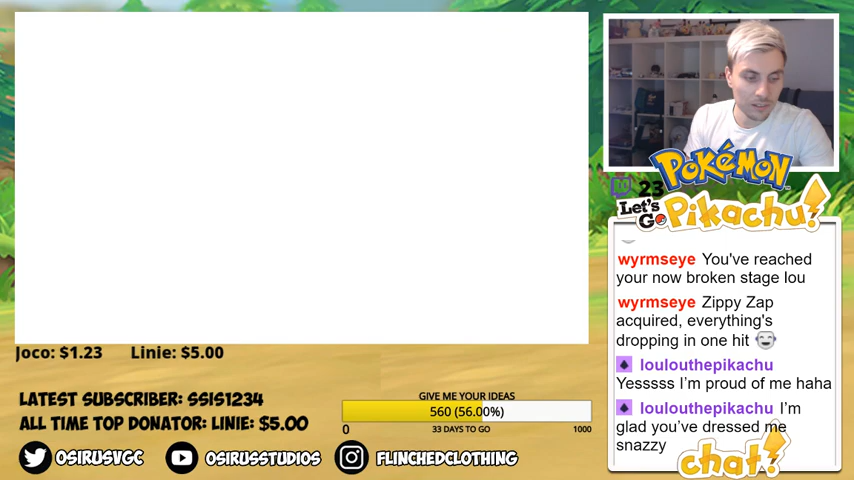 POKÉMON
23
Let's Go Pikachu!
wyrmseye You've reached
your now broken stage lou
wyrmseye Zippy Zap
acquired, everything's
dropping in one hit
loulouthepikachu
Yesssss I'm proud of me haha
loulouthepikachu I'm
glad you've dressed me
snazzy
chat!
Joco: $1.23 Linie: $5.00
LATEST SUBSCRIBER: SSIS1234
ALL TIME TOP DONATOR: LINIE: $5.00
GIVE ME YOUR IDEAS
560 (56.00%)
0 33 DAYS TO GO 1000
OSIRUSVGC OSIRUSSTUDIOS FLINCHEDCLOTHING